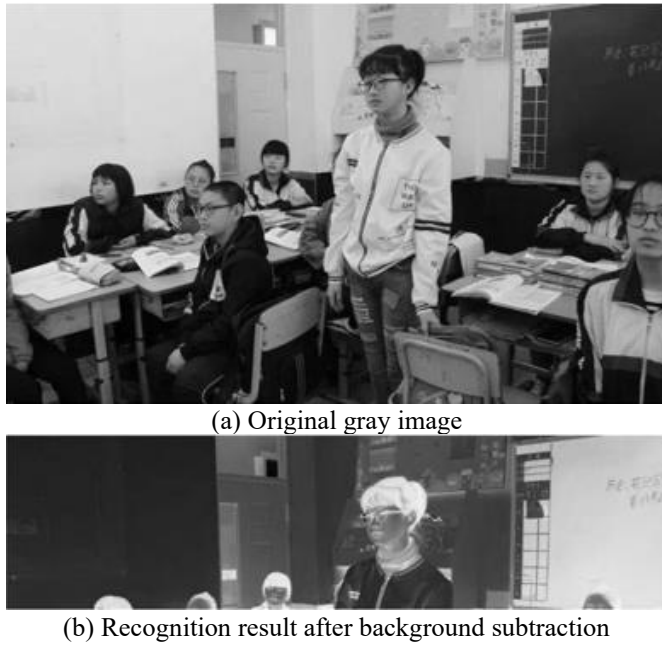 (a) Original gray image
(b) Recognition result after background subtraction